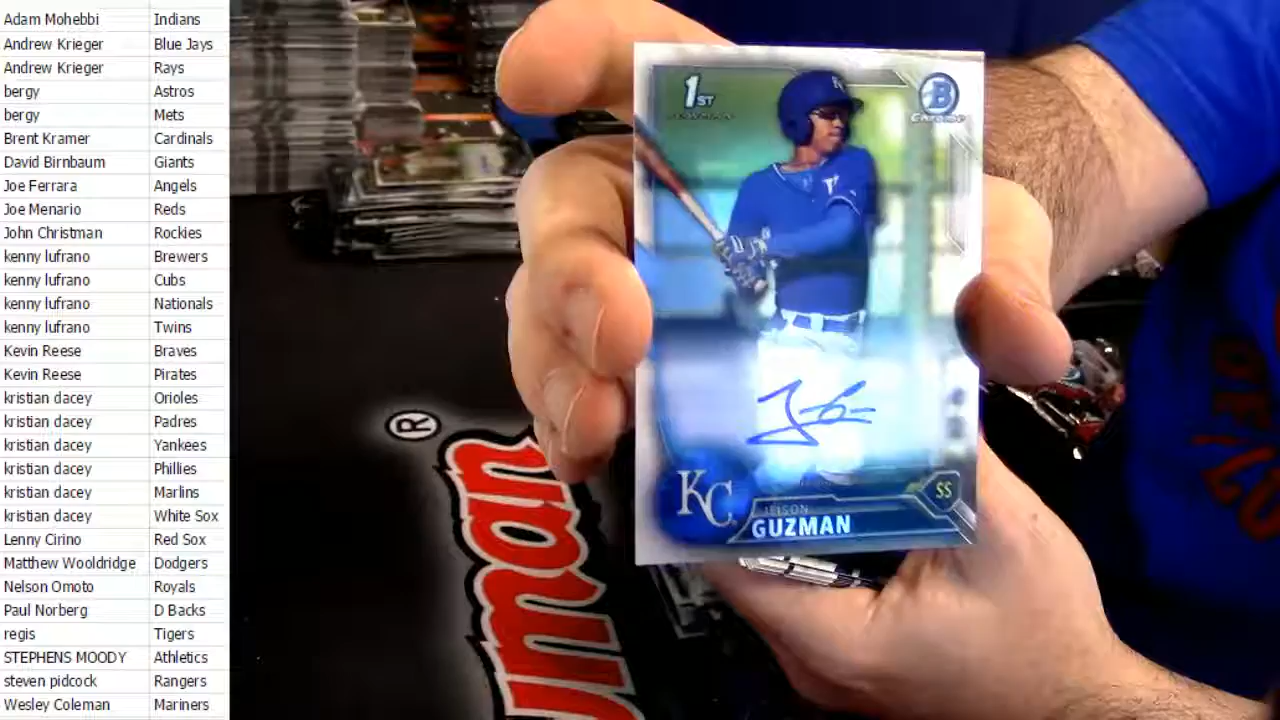 Adam Mohebbi Indians
Andrew Krieger Blue Jays
Andrew Krieger Rays
bergy Astros
bergy Mets
Brent Kramer Cardinals
David Birnbaum Giants
Joe Ferrara Angels
Joe Menario Reds
John Christman Rockies
kenny lufrano Brewers
kenny lufrano Cubs
kenny lufrano Nationals
kenny lufrano Twins
Kevin Reese Braves
Kevin Reese Pirates
kristian dacey Orioles
kristian dacey Padres
kristian dacey Yankees
kristian dacey Phillies
kristian dacey Marlins
kristian dacey White Sox
Lenny Cirino Red Sox
Matthew Wooldridge Dodgers
Nelson Omoto Royals
Paul Norberg D Backs
regis Tigers
STEPHENS MOODY Athletics
steven pidcock Rangers
Wesley Coleman Mariners
1ST
BOWMAN
B
Chrome
KC
SS
GUZMAN
®